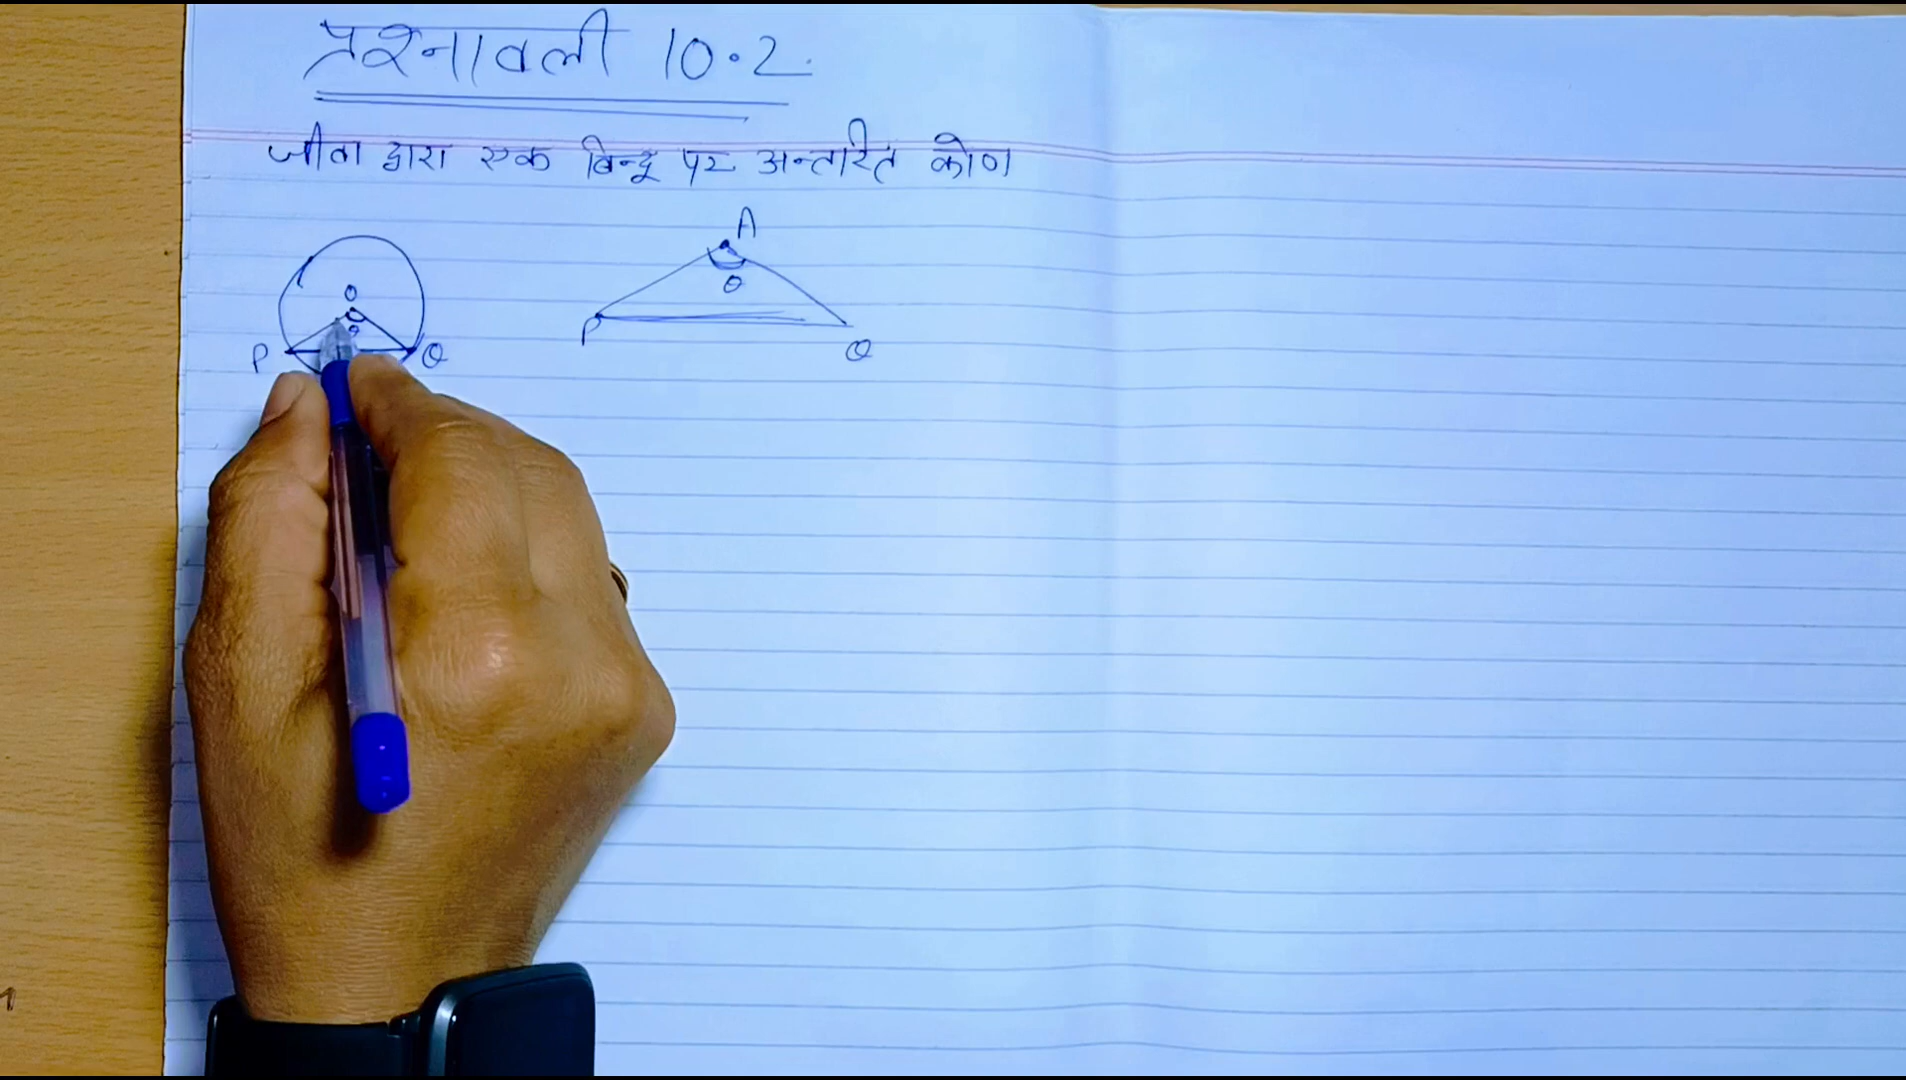 प्रश्नावली 10.2
जीवा द्वारा एक बिन्दू पर अन्तरित कोण
A
O
θ
θ
P
Q
P
Q